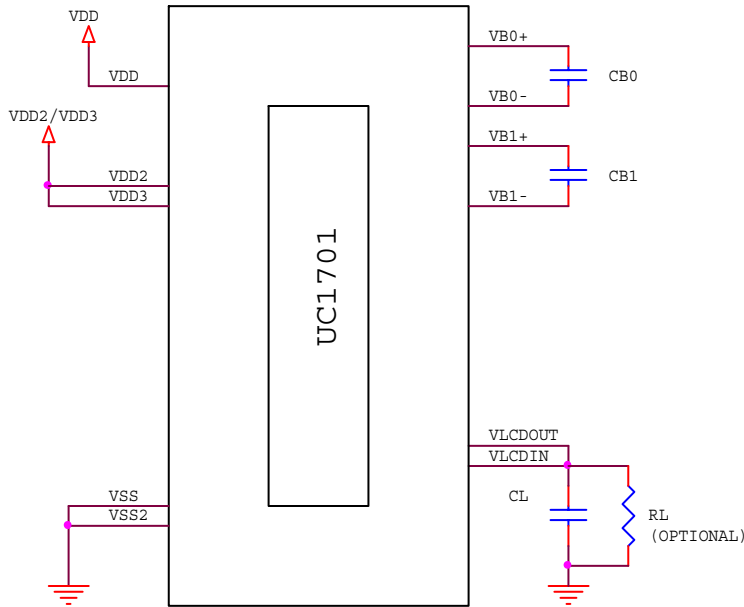 VDD
VDD
VDD2/VDD3
VDD2
VDD3
VSS
VSS2
UC1701
VB0+
VB0-
CB0
VB1+
VB1-
CB1
VLCDOUT
VLCDIN
CL
RL
(OPTIONAL)